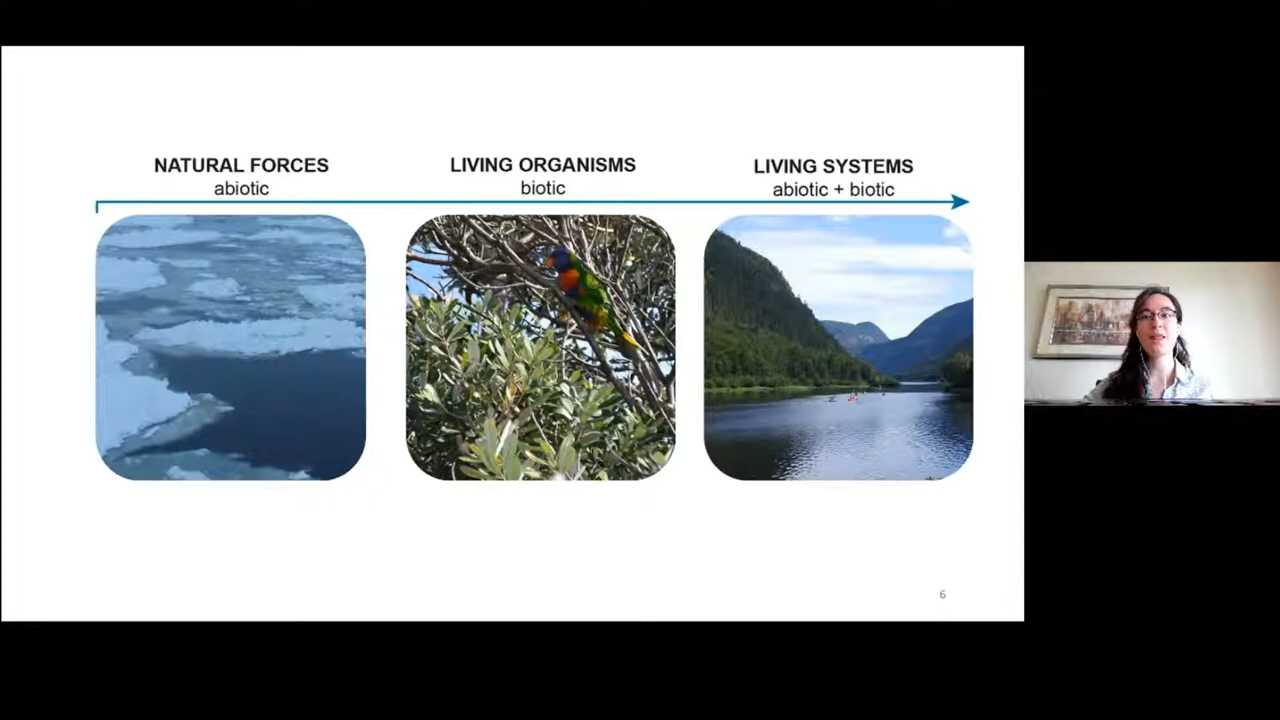 NATURAL FORCES
abiotic
LIVING ORGANISMS
biotic
LIVING SYSTEMS
abiotic + biotic
6